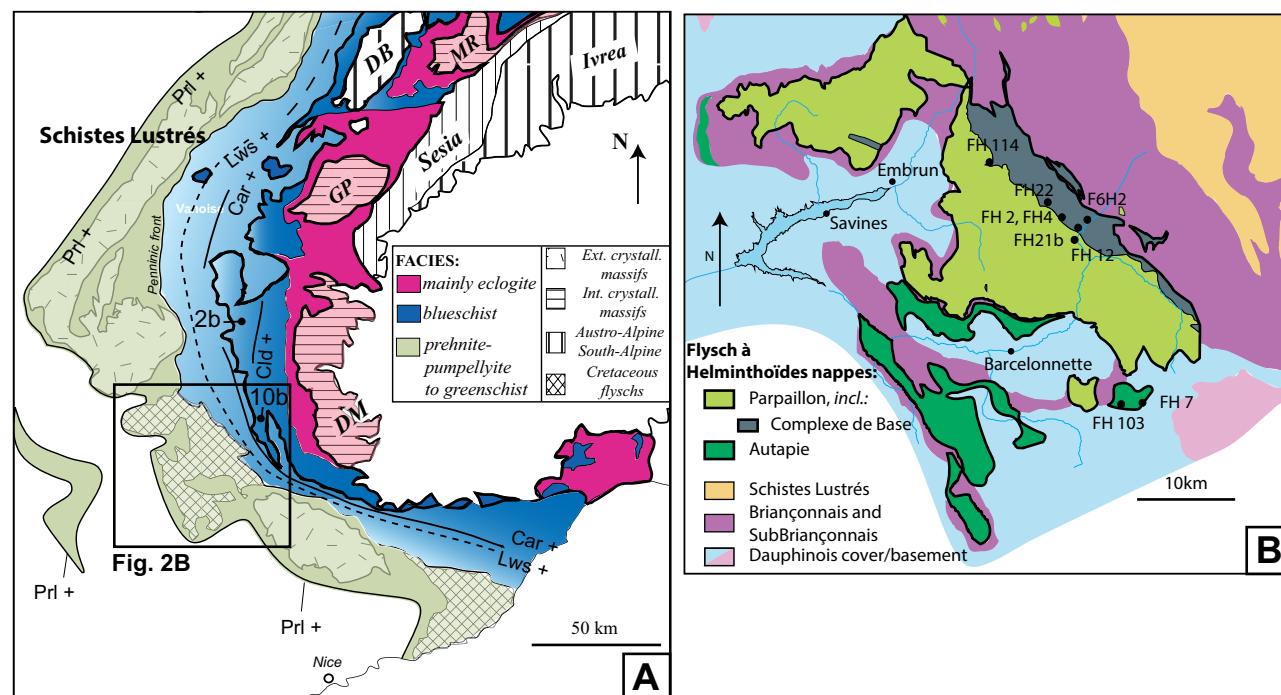 Prl +
DB
MR
Ivrea
Schistes Lustrés
Lws +
Sesia
N
Car +
GP
Vanoise
Penninic front
Prl +
2b
Cld +
10b
DM
FACIES:
mainly eclogite
blueschist
prehnite-
pumpellyite
to greenschist
Ext. crystall.
massifs
Int. crystall.
massifs
Austro-Alpine
South-Alpine
Cretaceous
flyschs
Fig. 2B
Car +
Lws +
Prl +
Prl +
50 km
Nice
A
FH 114
Embrun
FH22
F6H2
Savines
FH 2, FH4
N
FH21b
FH 12
Flysch à
Helminthoïdes nappes:
Barcelonnette
Parpaillon, incl.:
FH 7
Complexe de Base
FH 103
Autapie
Schistes Lustrés
10km
Briançonnais and
SubBriançonnais
Dauphinois cover/basement
B